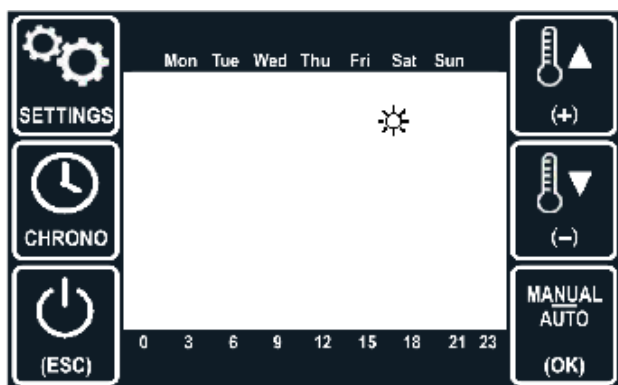 Mon Tue Wed Thu Fri Sat Sun
SETTINGS
(+)
CHRONO
(–)
MANUAL
AUTO
(ESC)
0 3 6 9 12 15 18 21 23
(OK)